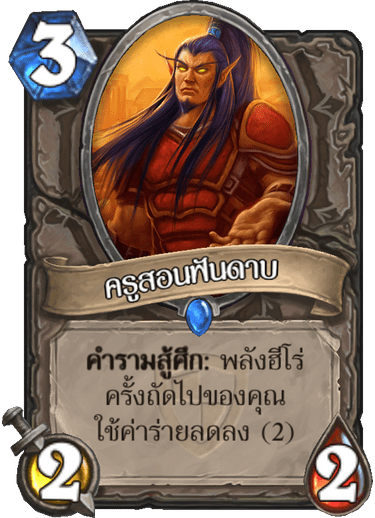 3
ครูสอนฟันดาบ
คำรามสู้ศึก: พลังฮีโร่
ครั้งถัดไปของคุณ
ใช้ค่าร่ายลดลง (2)
2
2